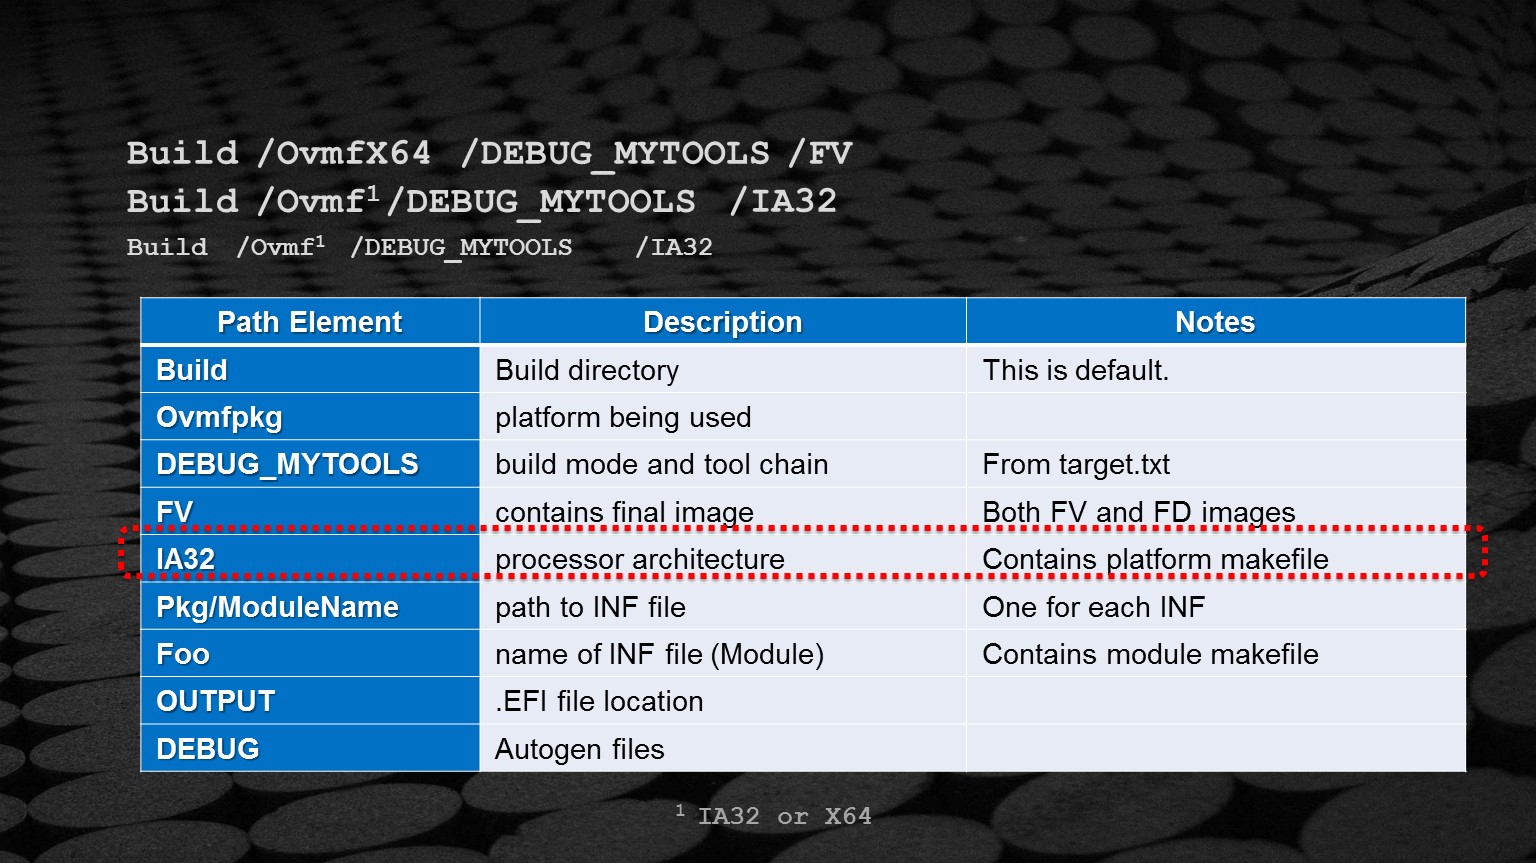 Build /OvmfX64 /DEBUG_MYTOOLS /FV
Build /Ovmf¹/DEBUG_MYTOOLS /IA32
Build /Ovmf¹ /DEBUG_MYTOOLS /IA32
Path Element Description Notes
Build Build directory This is default.
Ovmfpkg platform being used
DEBUG_MYTOOLS build mode and tool chain From target.txt
FV contains final image Both FV and FD images
IA32 processor architecture Contains platform makefile
Pkg/ModuleName path to INF file One for each INF
Foo name of INF file (Module) Contains module makefile
OUTPUT .EFI file location
DEBUG Autogen files
¹ IA32 or X64